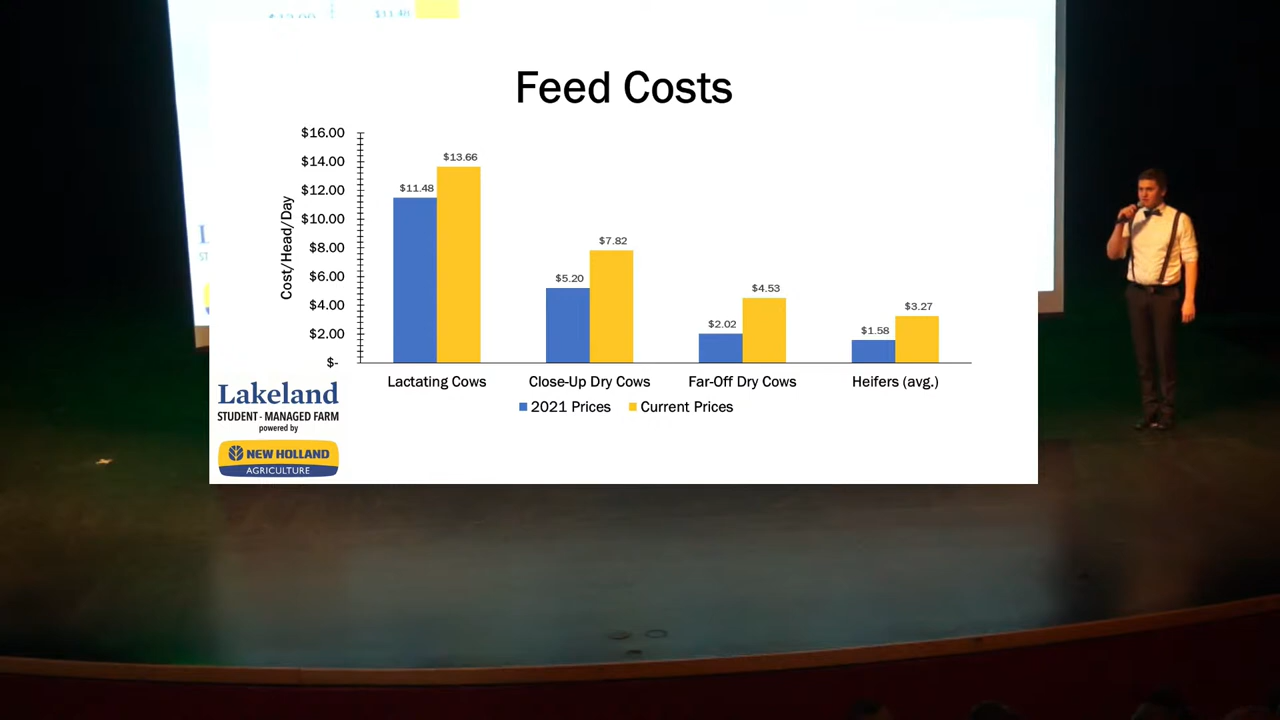 $11.48
Feed Costs
$16.00
$14.00
$12.00
$10.00
$8.00
$6.00
$4.00
$2.00
$-
Cost/Head/Day
$11.48
$13.66
$5.20
$7.82
$2.02
$4.53
$1.58
$3.27
Lactating Cows
Close-Up Dry Cows
Far-Off Dry Cows
Heifers (avg.)
2021 Prices
Current Prices
Lakeland
STUDENT - MANAGED FARM
powered by
NEW HOLLAND
AGRICULTURE